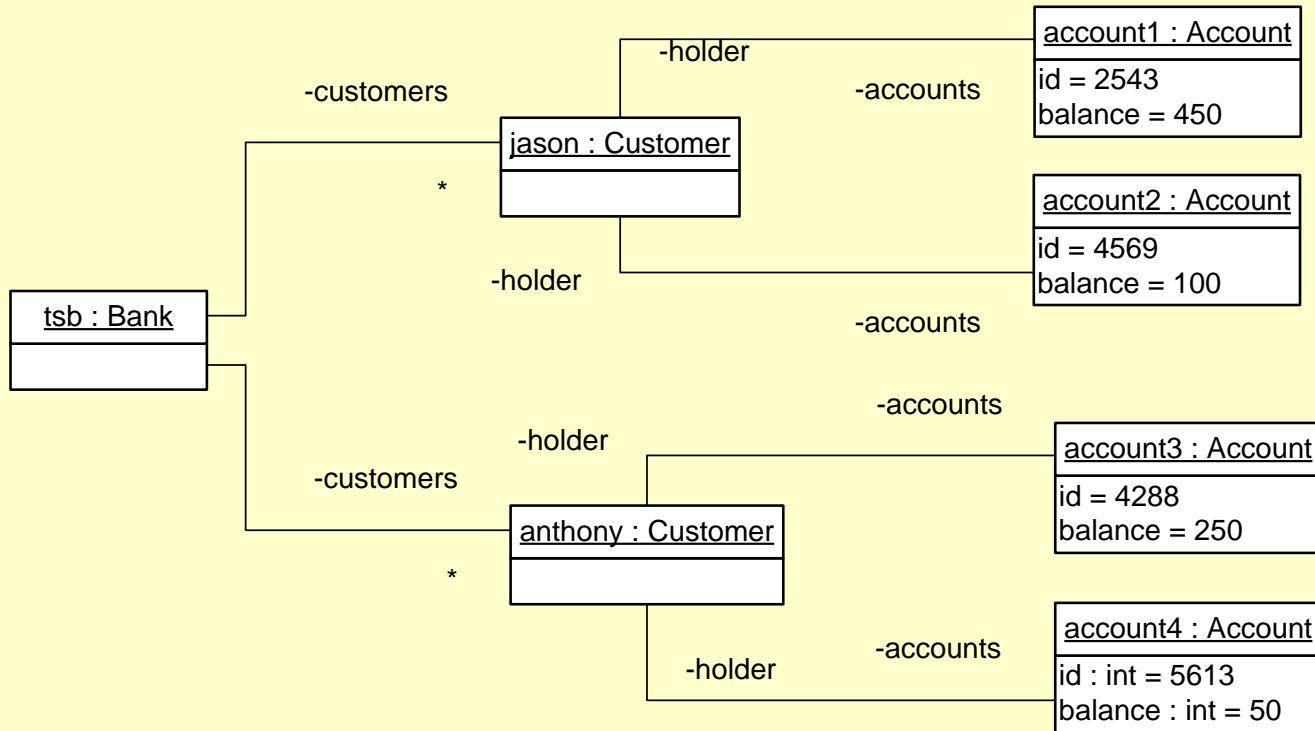 account1 : Account
id = 2543
balance = 450
-holder
-accounts
-customers
jason : Customer
*
account2 : Account
id = 4569
balance = 100
-holder
-accounts
tsb : Bank
-accounts
-holder
account3 : Account
id = 4288
balance = 250
-customers
anthony : Customer
*
account4 : Account
id : int = 5613
balance : int = 50
-accounts
-holder